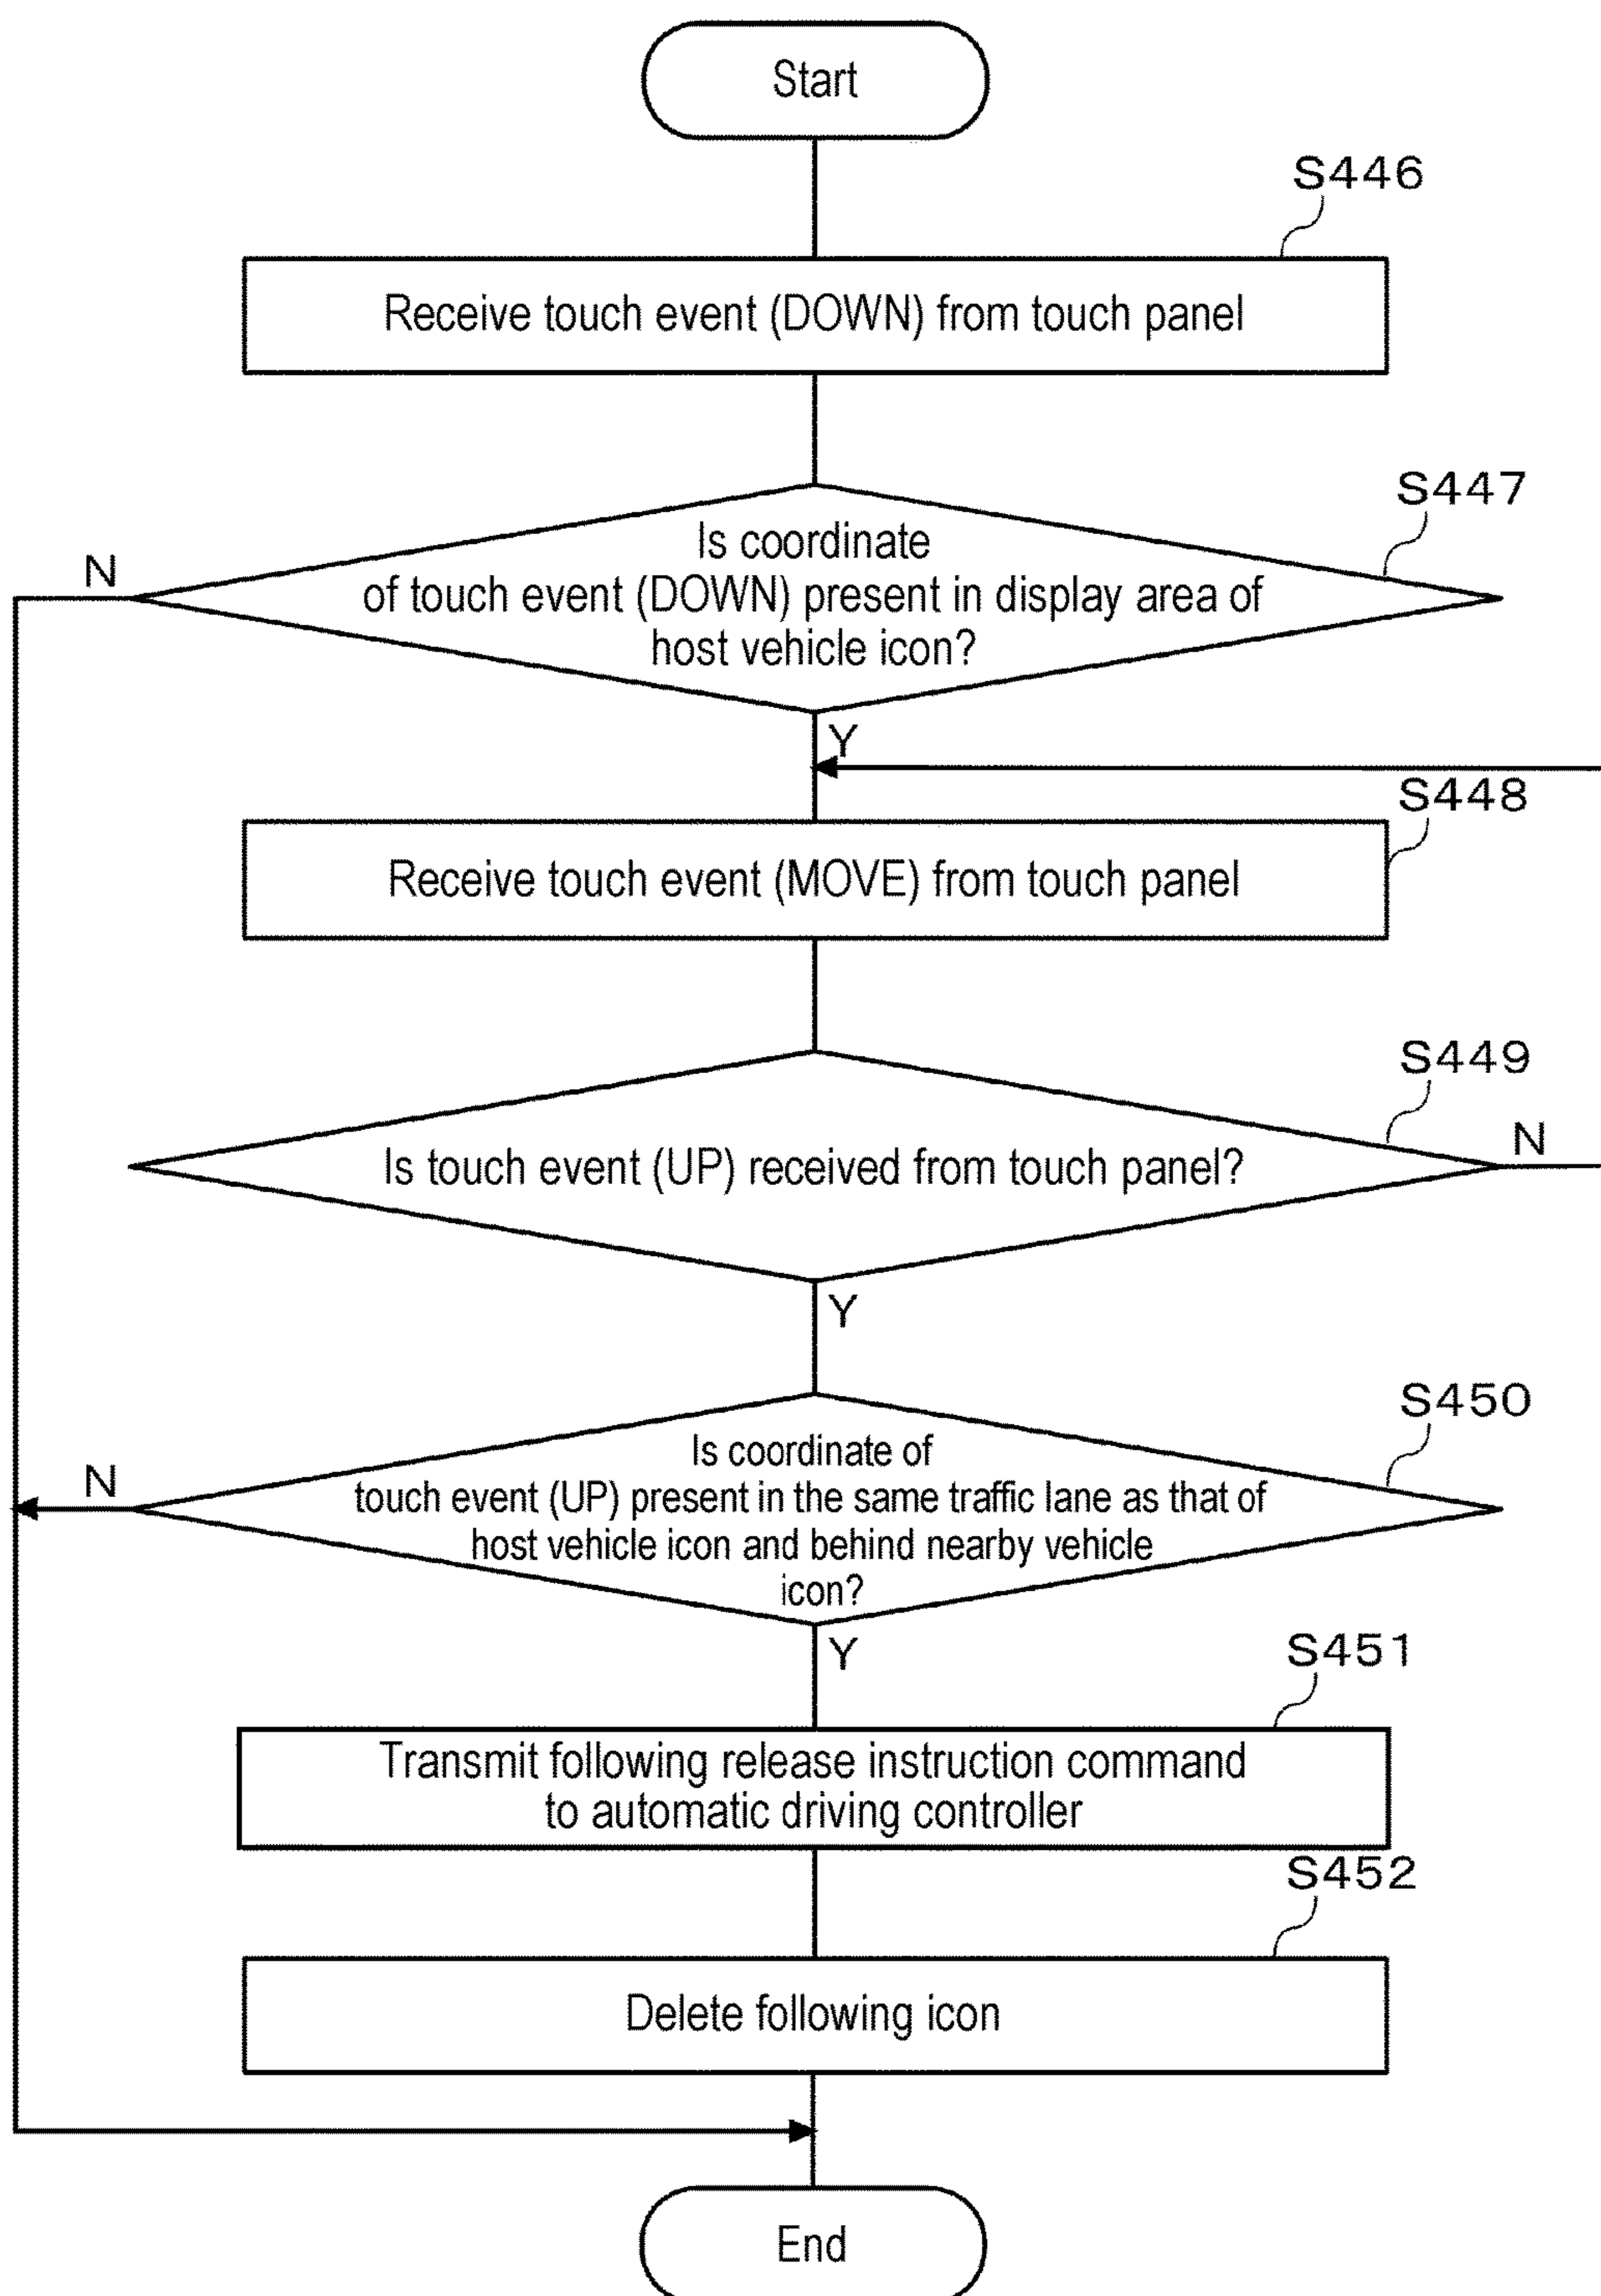 Start
S446
Receive touch event (DOWN) from touch panel
S447
Is coordinate
of touch event (DOWN) present in display area of
host vehicle icon?
N
Y
S448
Receive touch event (MOVE) from touch panel
S449
Is touch event (UP) received from touch panel?
N
Y
S450
Is coordinate of
touch event (UP) present in the same traffic lane as that of
host vehicle icon and behind nearby vehicle
icon?
N
Y
S451
Transmit following release instruction command
to automatic driving controller
S452
Delete following icon
End